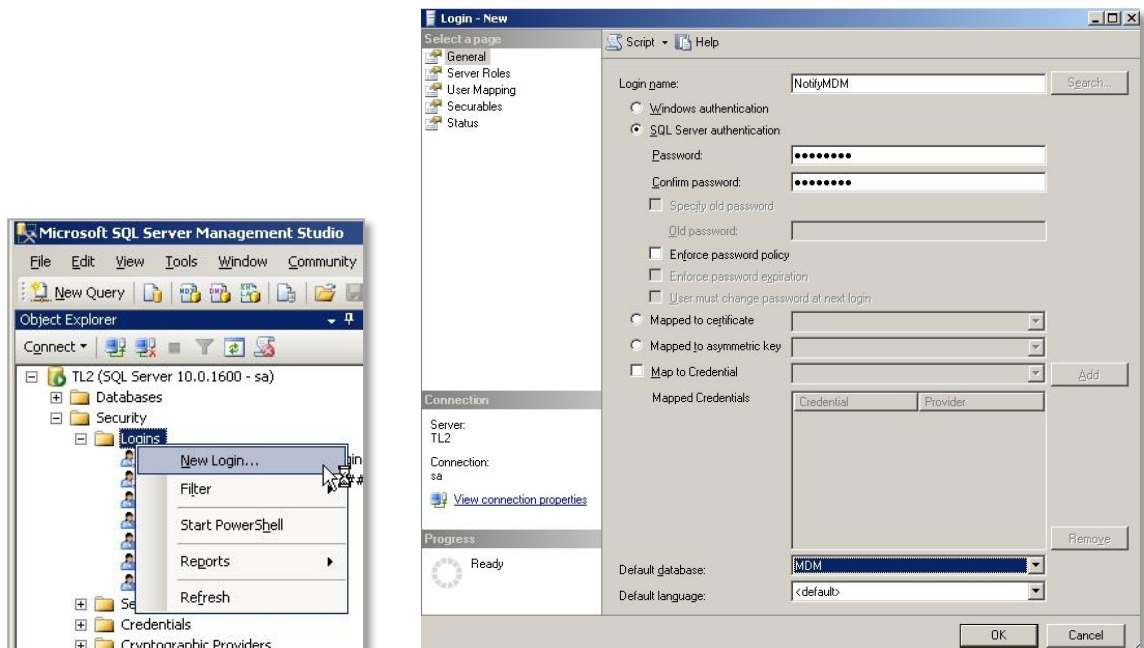 Microsoft SQL Server Management Studio
File Edit View Tools Window Community
New Query
Object Explorer
Connect
TL2 (SQL Server 10.0.1600 - sa)
Databases
Security
Logins
New Login...
Filter
Start PowerShell
Reports
Refresh
Credentials
Cryptographic Providers
Login - New
Select a page
General
Server Roles
User Mapping
Securables
Status
Connection
Server:
TL2
Connection:
sa
View connection properties
Progress
Ready
Script Help
Login name: NotifyMDM Search...
Windows authentication
SQL Server authentication
Password: ●●●●●●●●
Confirm password: ●●●●●●●●
Specify old password
Old password:
Enforce password policy
Enforce password expiration
User must change password at next login
Mapped to certificate
Mapped to asymmetric key
Map to Credential Add
Mapped Credentials Credential Provider
Remove
Default database: MDM
Default language: <default>
OK Cancel